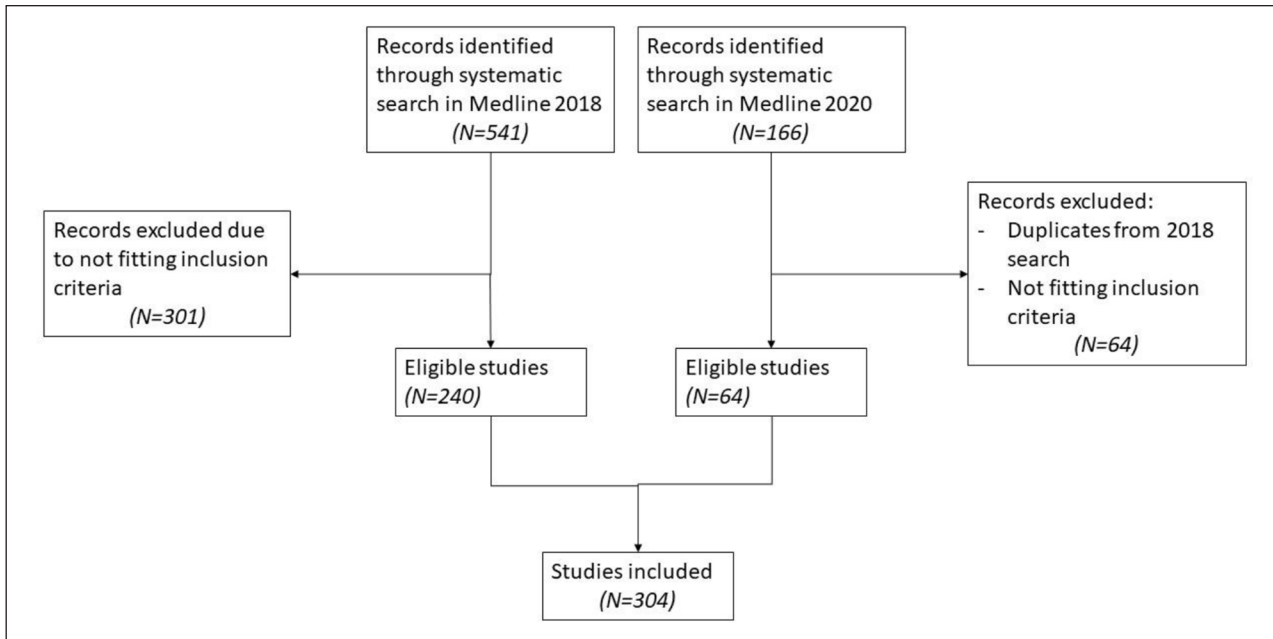 Records identified
through systematic
search in Medline 2018
(N=541)
Records identified
through systematic
search in Medline 2020
(N=166)
Records excluded due
to not fitting inclusion
criteria
(N=301)
Records excluded:
- Duplicates from 2018
search
- Not fitting inclusion
criteria
(N=64)
Eligible studies
(N=240)
Eligible studies
(N=64)
Studies included
(N=304)